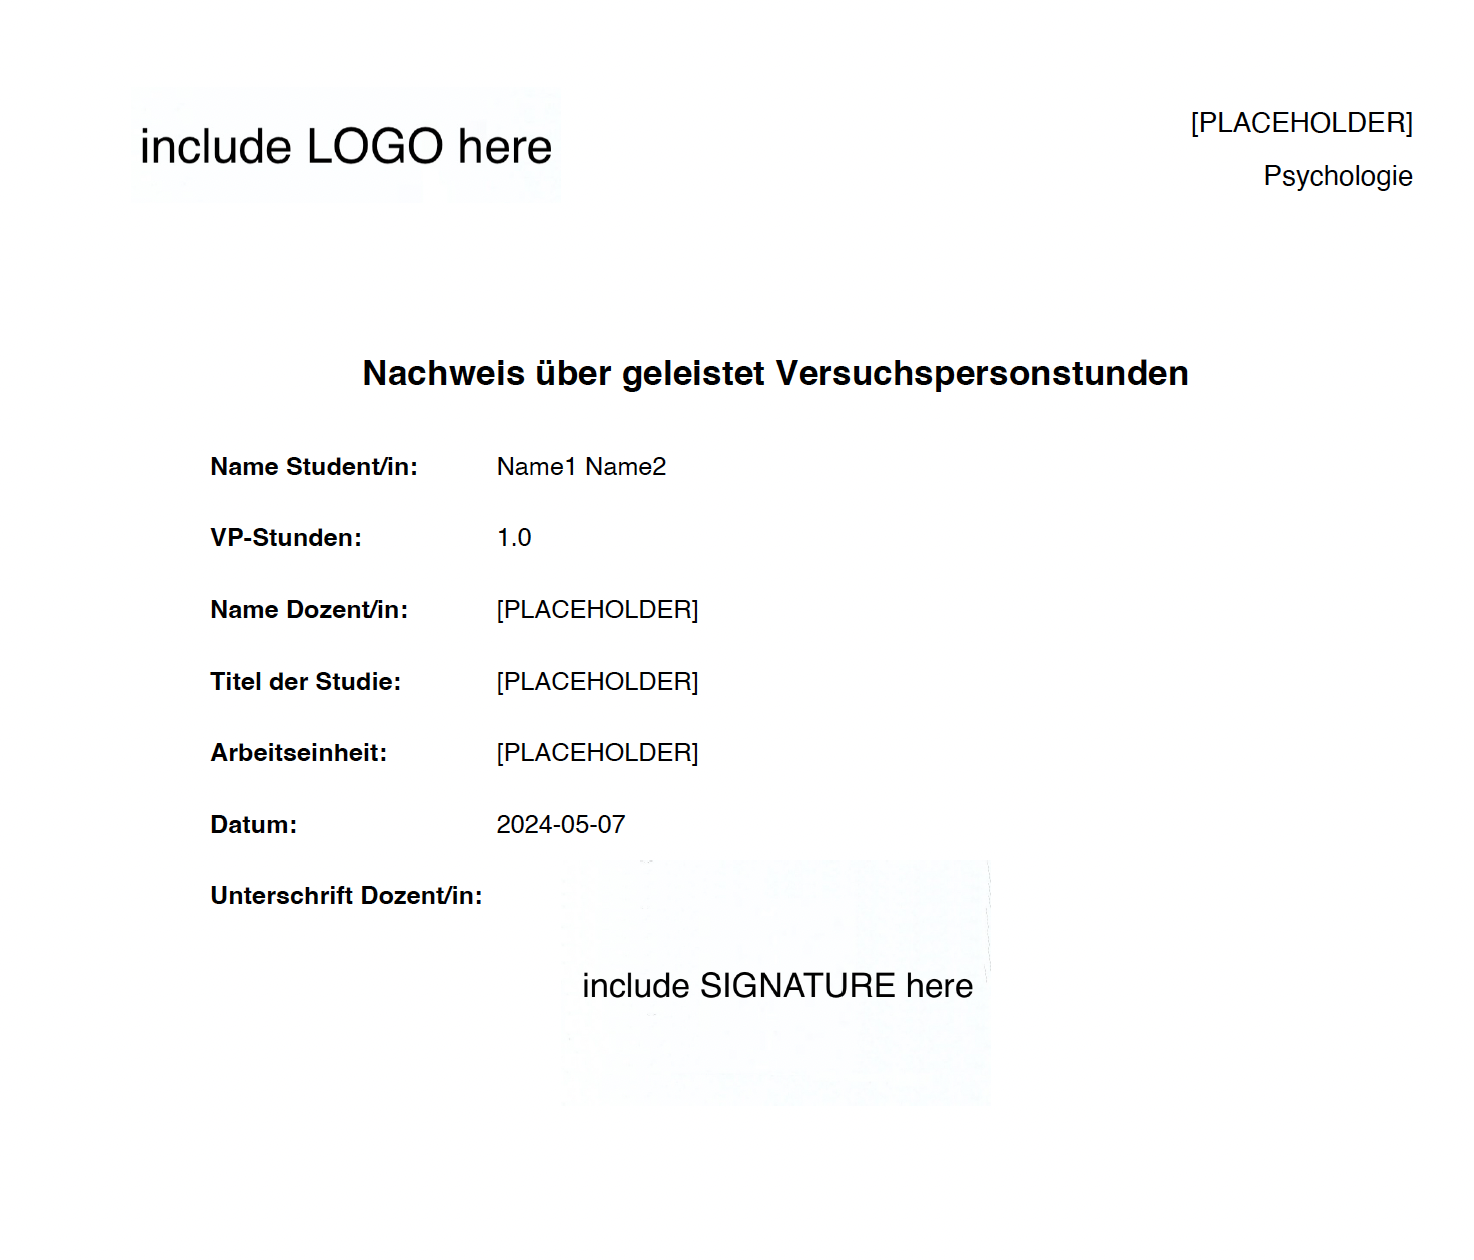 include LOGO here
[PLACEHOLDER]
Psychologie
Nachweis über geleistet Versuchspersonstunden
Name Student/in: Name1 Name2
VP-Stunden: 1.0
Name Dozent/in: [PLACEHOLDER]
Titel der Studie: [PLACEHOLDER]
Arbeitseinheit: [PLACEHOLDER]
Datum: 2024-05-07
Unterschrift Dozent/in:
include SIGNATURE here